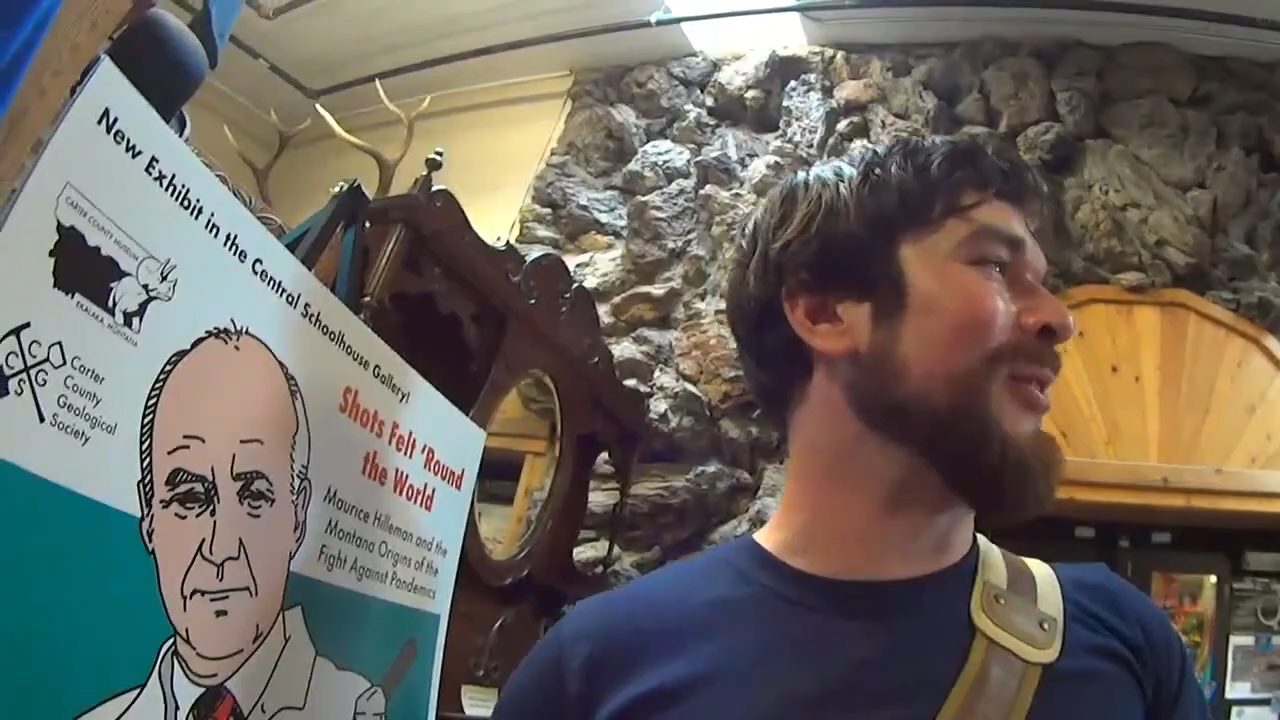 New Exhibit in the Central Schoolhouse Gallery!
CARTER COUNTY MUSEUM
EKALAKA, MONTANA
C C C
S G
Carter
County
Geological
Society
Shots Felt 'Round
the World
Maurice Hilleman and the
Montana Origins of the
Fight Against Pandemics